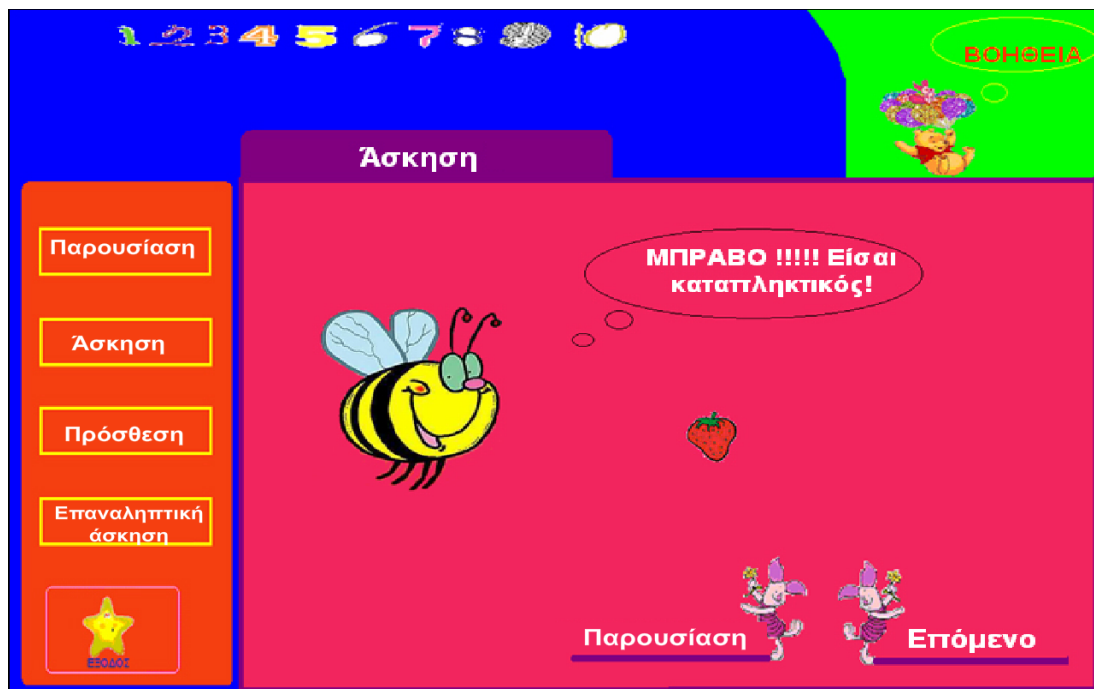 1 2 3 4 5 6 7 8 9 10
ΒΟΗΘΕΙΑ
Άσκηση
Παρουσίαση
Άσκηση
Πρόσθεση
Επαναληπτική
άσκηση
ΕΞΟΔΟΣ
ΜΠΡΑΒΟ !!!!! Είσαι
καταπληκτικός!
Παρουσίαση
Επόμενο